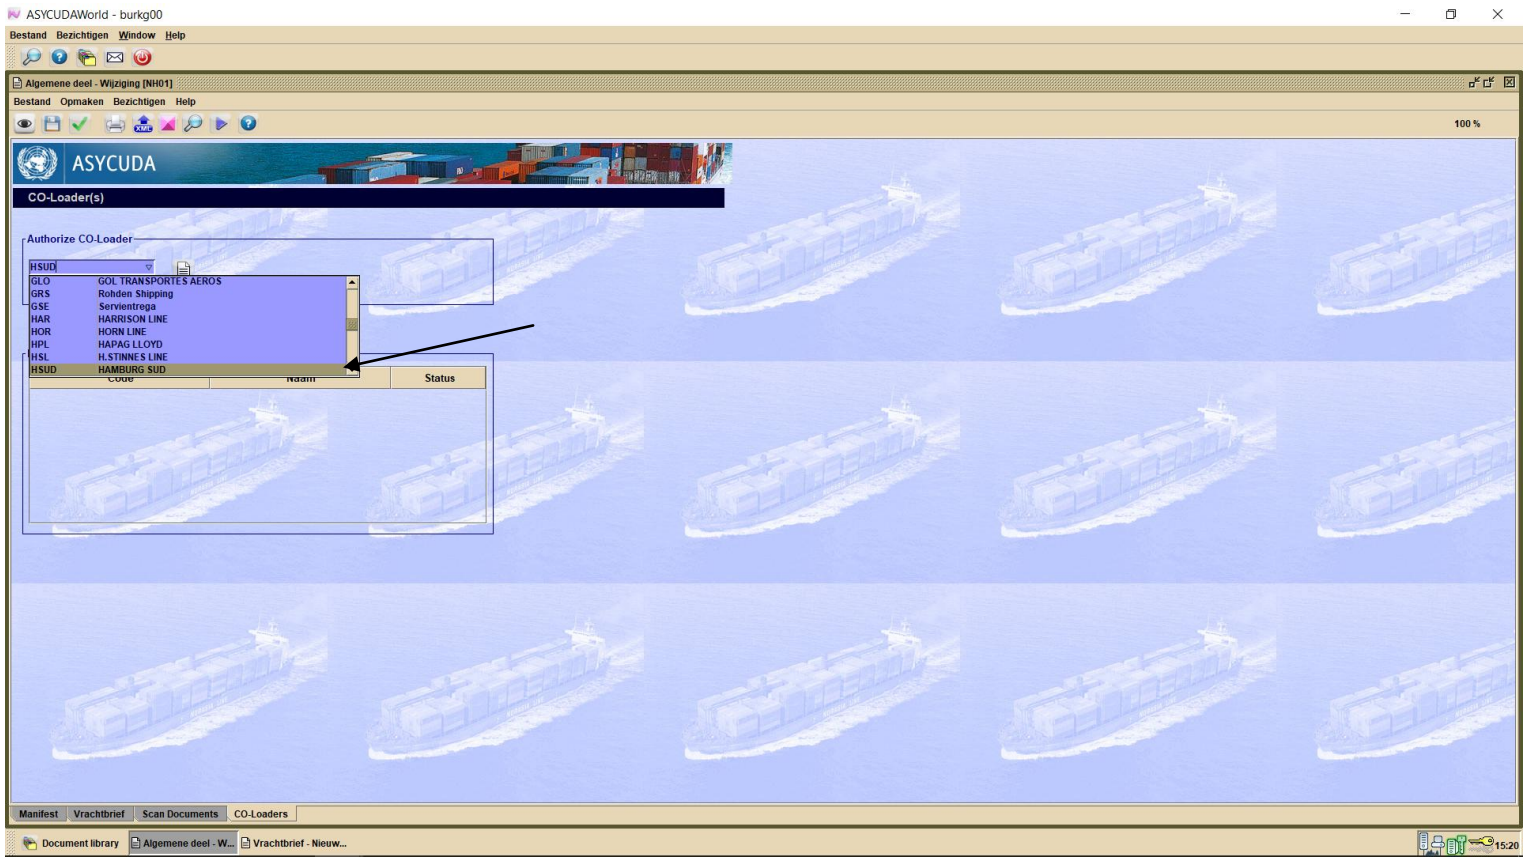 ASYCUDAWorld - burkg00
Bestand Bezichtigen Window Help
Algemene deel - Wijziging [NH01]
Bestand Opmaken Bezichtigen Help
XML
100 %
ASYCUDA
CO-Loader(s)
Authorize CO-Loader
HSUD
GLO GOL TRANSPORTES AEROS
GRS Rohden Shipping
GSE Servientrega
HAR HARRISON LINE
HOR HORN LINE
HPL HAPAG LLOYD
HSL H.STINNES LINE
HSUD HAMBURG SUD
Code Naam Status
Manifest Vrachtbrief Scan Documents CO-Loaders
Document library Algemene deel - W... Vrachtbrief - Nieuw... 15:20